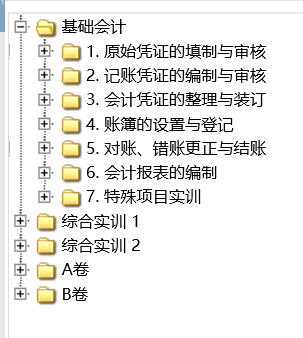 基础会计
1. 原始凭证的填制与审核
2. 记账凭证的编制与审核
3. 会计凭证的整理与装订
4. 账簿的设置与登记
5. 对账、错账更正与结账
6. 会计报表的编制
7. 特殊项目实训
综合实训 1
综合实训 2
A卷
B卷